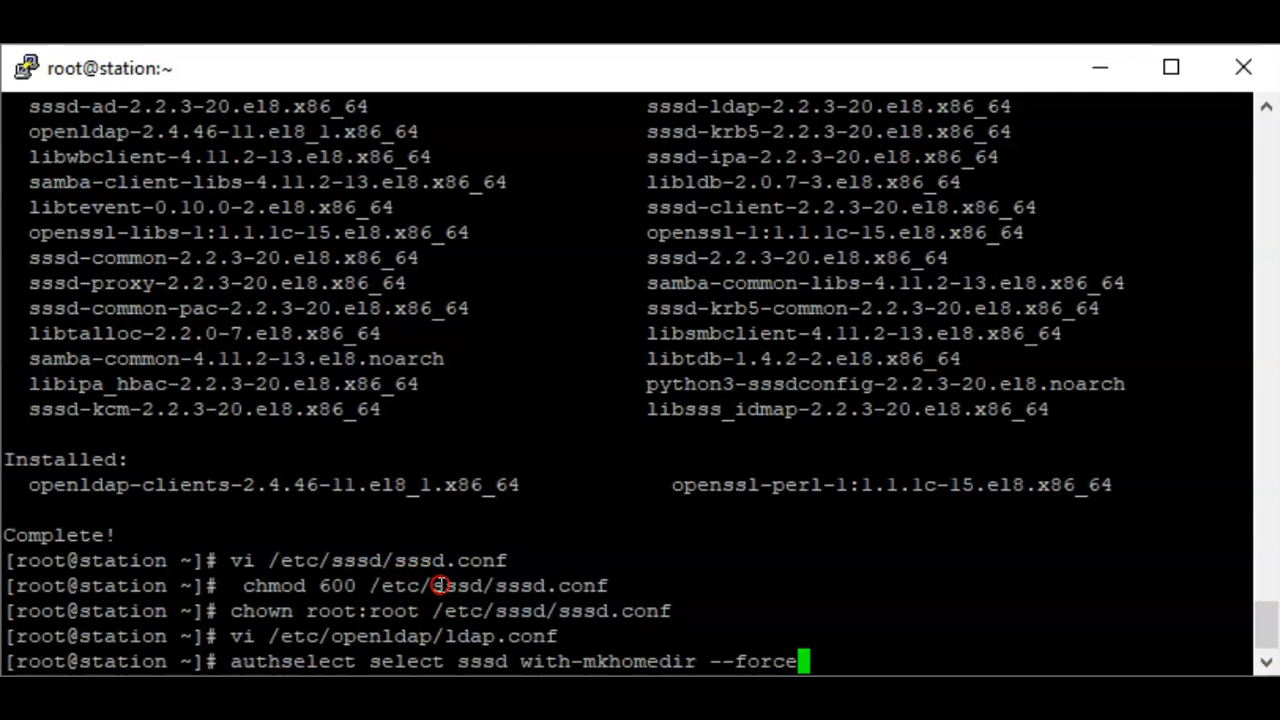 root@station:~
sssd-ad-2.2.3-20.el8.x86_64 sssd-ldap-2.2.3-20.el8.x86_64
openldap-2.4.46-11.el8_1.x86_64 sssd-krb5-2.2.3-20.el8.x86_64
libwbclient-4.11.2-13.el8.x86_64 sssd-ipa-2.2.3-20.el8.x86_64
samba-client-libs-4.11.2-13.el8.x86_64 libldb-2.0.7-3.el8.x86_64
libtevent-0.10.0-2.el8.x86_64 sssd-client-2.2.3-20.el8.x86_64
openssl-libs-1:1.1.1c-15.el8.x86_64 openssl-1:1.1.1c-15.el8.x86_64
sssd-common-2.2.3-20.el8.x86_64 sssd-2.2.3-20.el8.x86_64
sssd-proxy-2.2.3-20.el8.x86_64 samba-common-libs-4.11.2-13.el8.x86_64
sssd-common-pac-2.2.3-20.el8.x86_64 sssd-krb5-common-2.2.3-20.el8.x86_64
libtalloc-2.2.0-7.el8.x86_64 libsmbclient-4.11.2-13.el8.x86_64
samba-common-4.11.2-13.el8.noarch libtdb-1.4.2-2.el8.x86_64
libipa_hbac-2.2.3-20.el8.x86_64 python3-sssdconfig-2.2.3-20.el8.noarch
sssd-kcm-2.2.3-20.el8.x86_64 libsss_idmap-2.2.3-20.el8.x86_64
Installed:
openldap-clients-2.4.46-11.el8_1.x86_64 openssl-perl-1:1.1.1c-15.el8.x86_64
Complete!
[root@station ~]# vi /etc/sssd/sssd.conf
[root@station ~]#  chmod 600 /etc/sssd/sssd.conf
[root@station ~]# chown root:root /etc/sssd/sssd.conf
[root@station ~]# vi /etc/openldap/ldap.conf
[root@station ~]# authselect select sssd with-mkhomedir --force